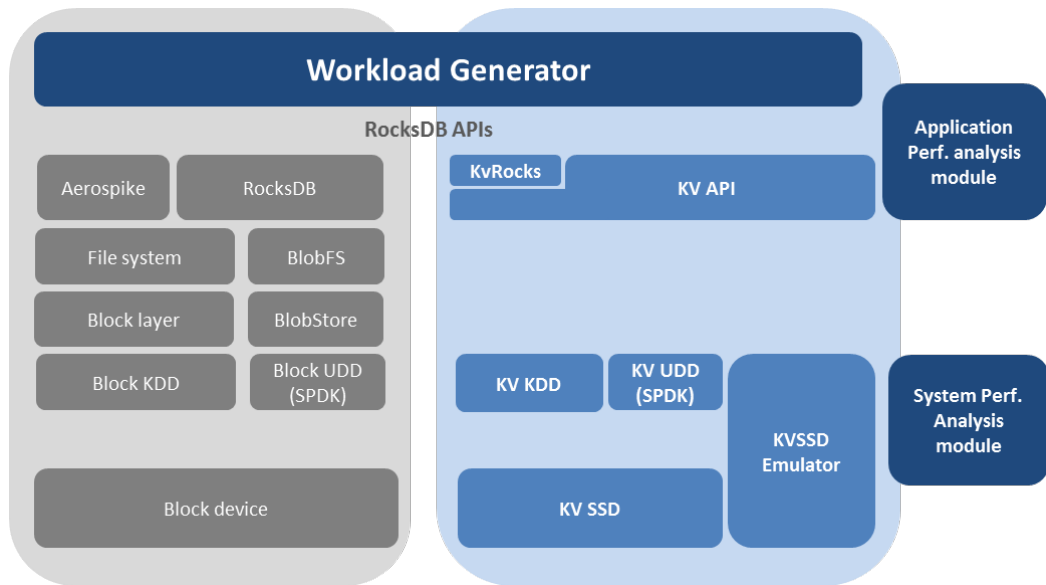 Workload Generator
RocksDB APIs
Application
Perf. analysis
module
Aerospike
RocksDB
KvRocks
KV API
File system
BlobFS
Block layer
BlobStore
Block KDD
Block UDD
(SPDK)
KV KDD
KV UDD
(SPDK)
KVSSD
Emulator
System Perf.
Analysis
module
Block device
KV SSD